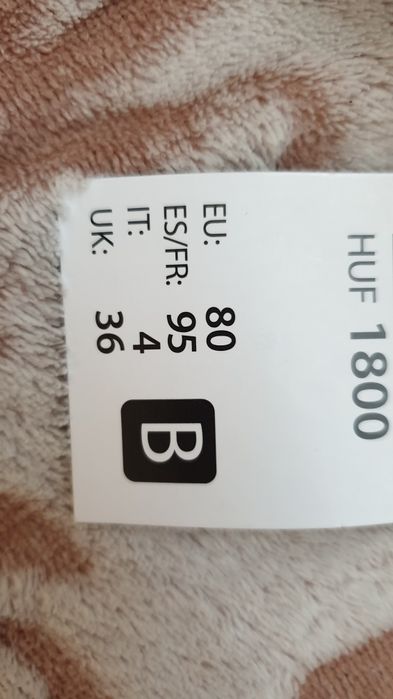 HUF 1800
EU: 80
ES/FR: 95
IT: 4
UK: 36
B